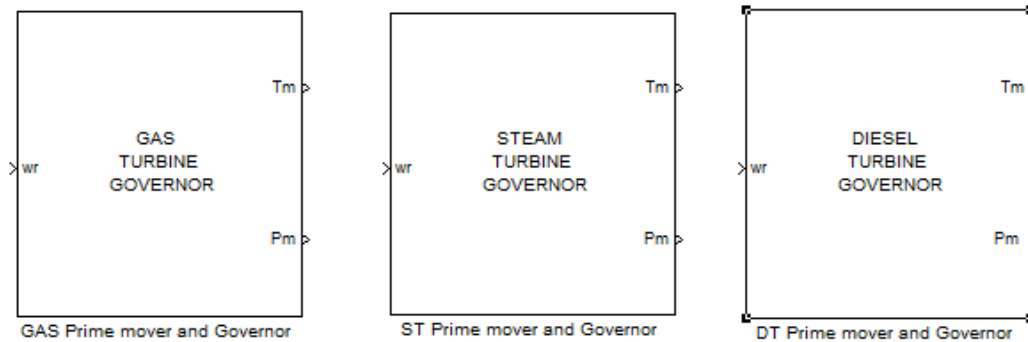 Tm
GAS
TURBINE
GOVERNOR
wr
Pm
GAS Prime mover and Governor
Tm
STEAM
TURBINE
GOVERNOR
wr
Pm
ST Prime mover and Governor
Tm
DIESEL
TURBINE
GOVERNOR
wr
Pm
DT Prime mover and Governor